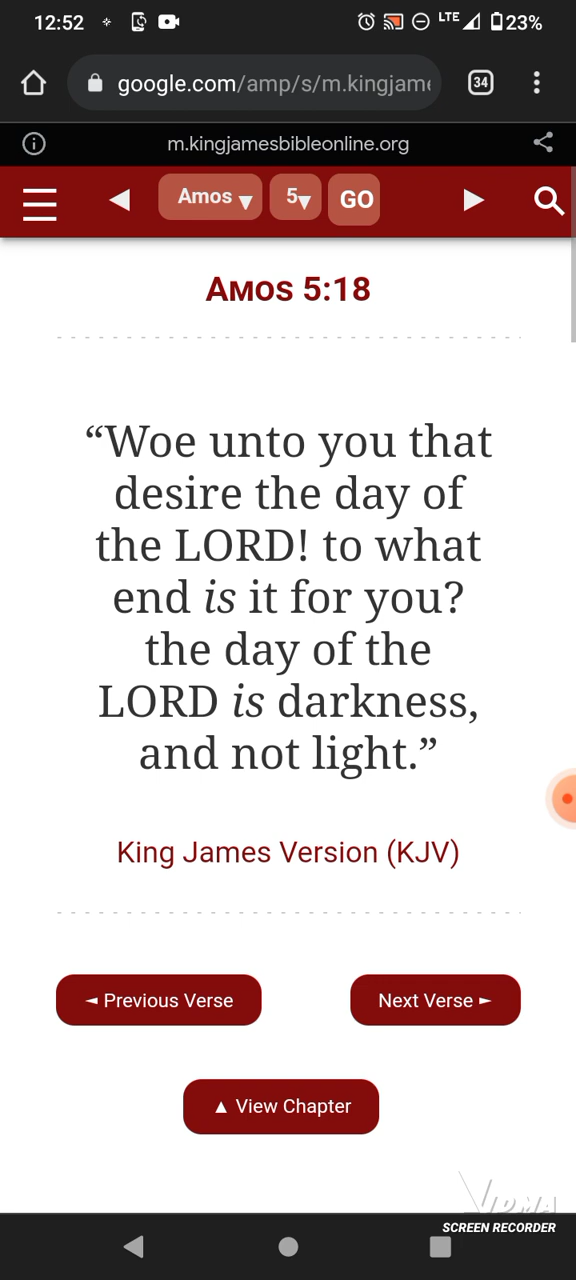 12:52 LTE 23%
google.com/amp/s/m.kingjame 34
m.kingjamesbibleonline.org
Amos 5 GO
Amos 5:18
“Woe unto you that
desire the day of
the LORD! to what
end is it for you?
the day of the
LORD is darkness,
and not light.”
King James Version (KJV)
◄ Previous Verse Next Verse ►
▲ View Chapter
VIDMA
SCREEN RECORDER